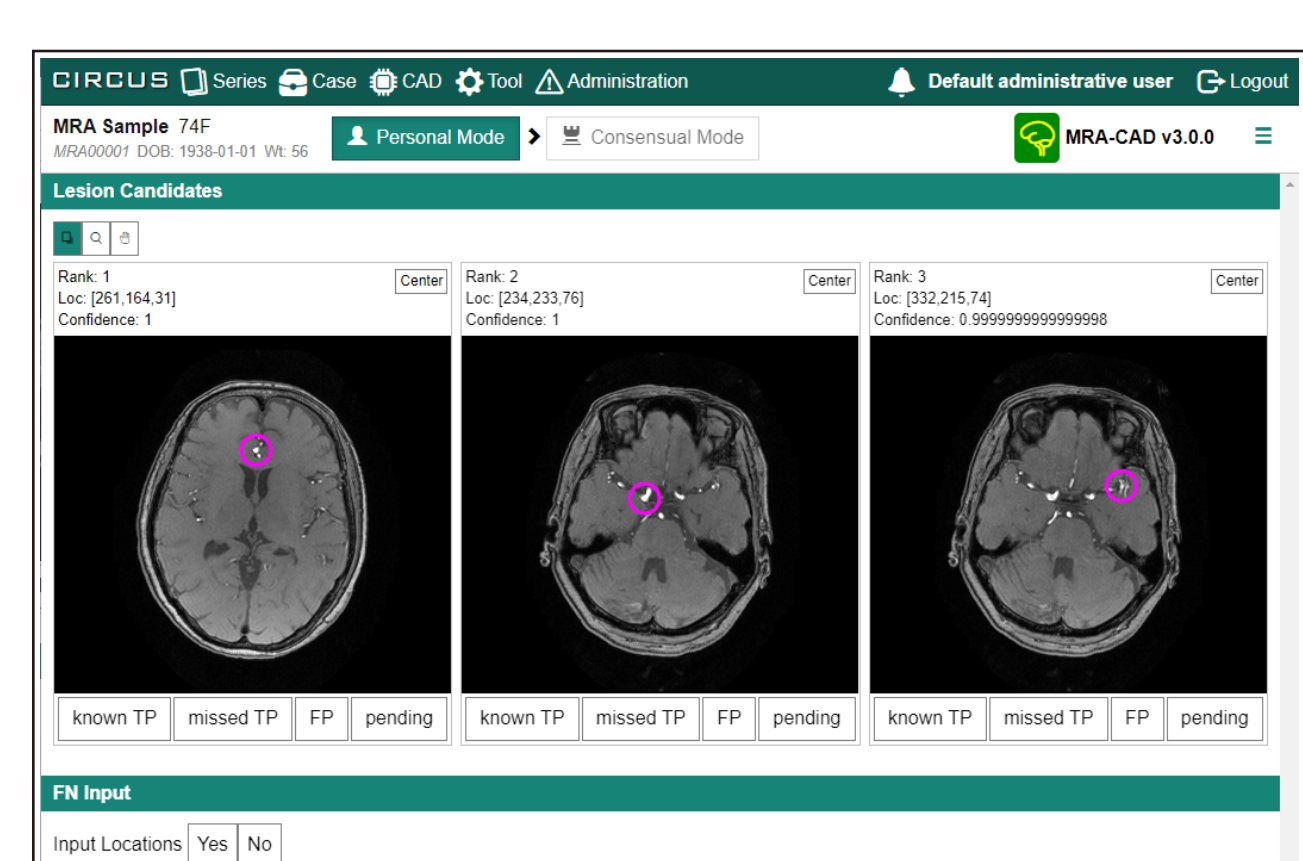 CIRCUS Series Case CAD Tool Administration Default administrative user Logout
MRA Sample 74F
MRA00001 DOB: 1938-01-01 Wt: 56
Personal Mode Consensual Mode MRA-CAD v3.0.0
Lesion Candidates
Rank: 1
Loc: [261,164,31]
Confidence: 1
Center
Rank: 2
Loc: [234,233,76]
Confidence: 1
Center
Rank: 3
Loc: [332,215,74]
Confidence: 0.9999999999999998
Center
known TP missed TP FP pending
known TP missed TP FP pending
known TP missed TP FP pending
FN Input
Input Locations Yes No